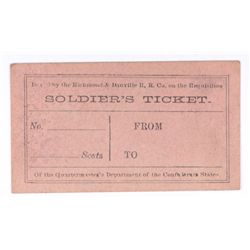 by the Richmond & Danville R. R. Co. on the Requisition
SOLDIER'S TICKET.
No. FROM
Seats TO
Of the Quartermaster's Department of the Confederate States.